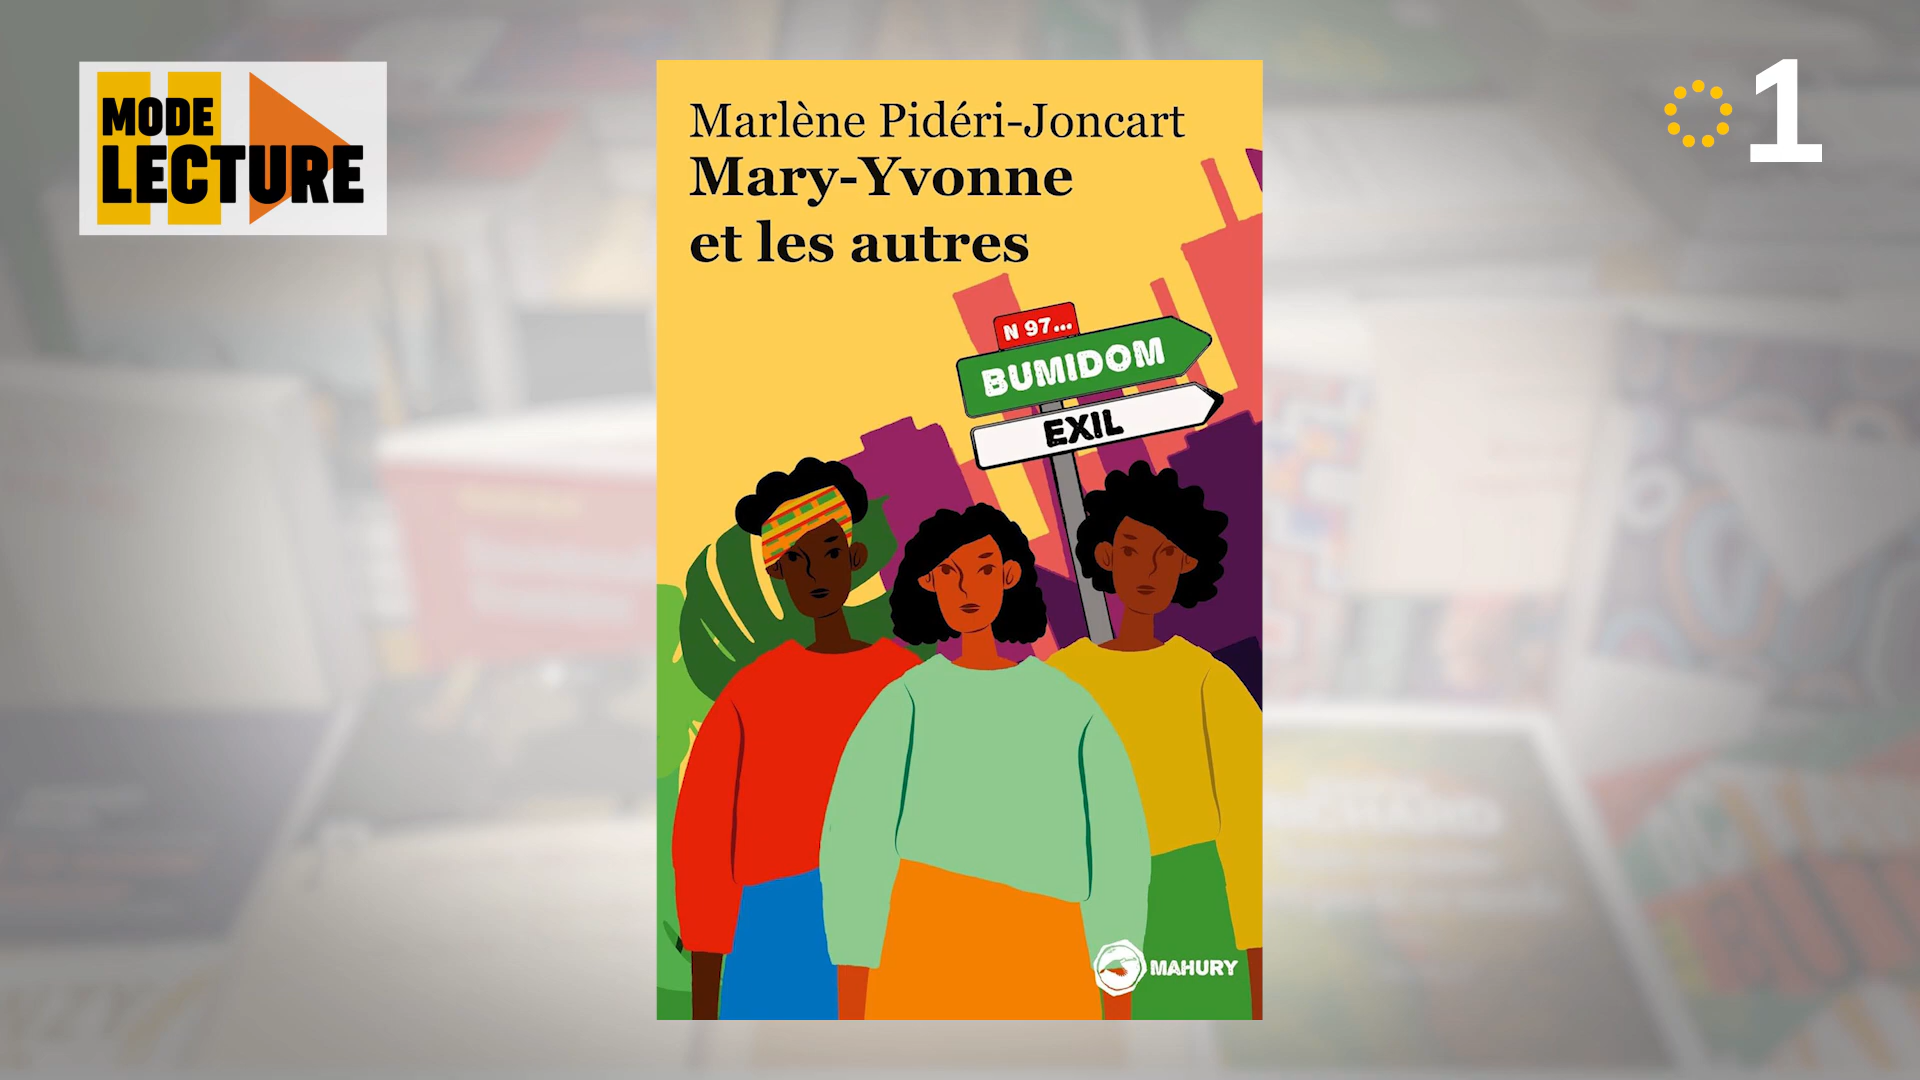 MODE
LECTURE
1
Marlène Pidéri-Joncart
Mary-Yvonne
et les autres
N 97...
BUMIDOM
EXIL
MAHURY